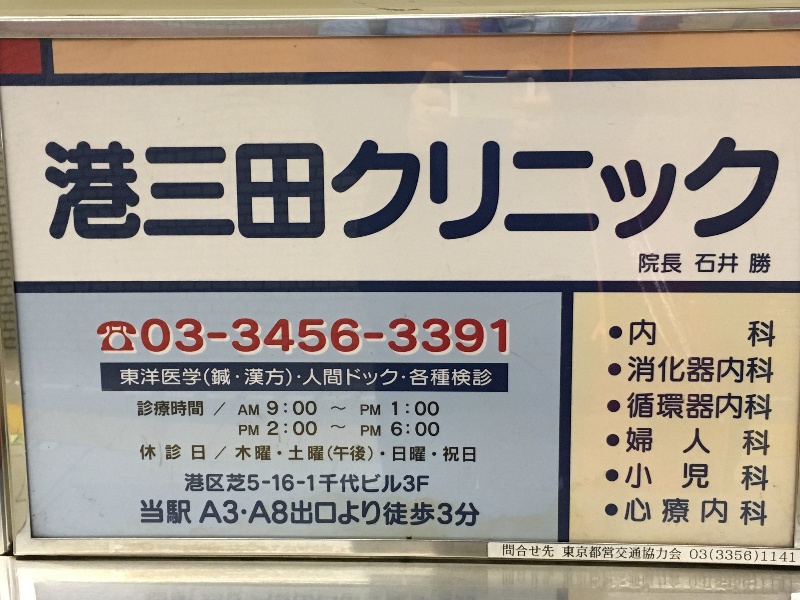 港三田クリニック
院長 石井 勝
☎03-3456-3391
東洋医学(鍼・漢方)・人間ドック・各種検診
診療時間 / AM 9:00 ～ PM 1:00
PM 2:00 ～ PM 6:00
休診日 / 木曜・土曜(午後)・日曜・祝日
港区芝5-16-1千代ビル3F
当駅 A3・A8出口より徒歩3分
●内科
●消化器内科
●循環器内科
●婦人科
●小児科
●心療内科
問合せ先 東京都営交通協力会 03(3356)1141